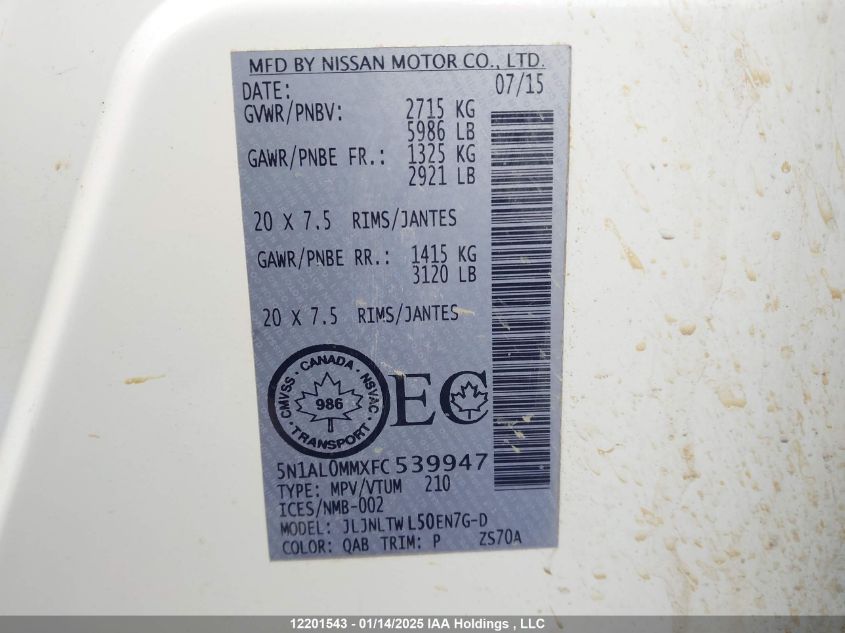 MFD BY NISSAN MOTOR CO., LTD.
DATE: 07/15
GVWR/PNBV: 2715 KG
5986 LB
GAWR/PNBE FR.: 1325 KG
2921 LB
20 X 7.5 RIMS/JANTES
GAWR/PNBE RR.: 1415 KG
3120 LB
20 X 7.5 RIMS/JANTES
CANADA · NSVAC · TRANSPORT · CMVSS ·
986
EC
5N1AL0MMXFC539947
TYPE: MPV/VTUM 210
ICES/NMB-002
MODEL: JLJNLTWL50EN7G-D
COLOR: QAB TRIM: P ZS70A
12201543 - 01/14/2025 IAA Holdings , LLC